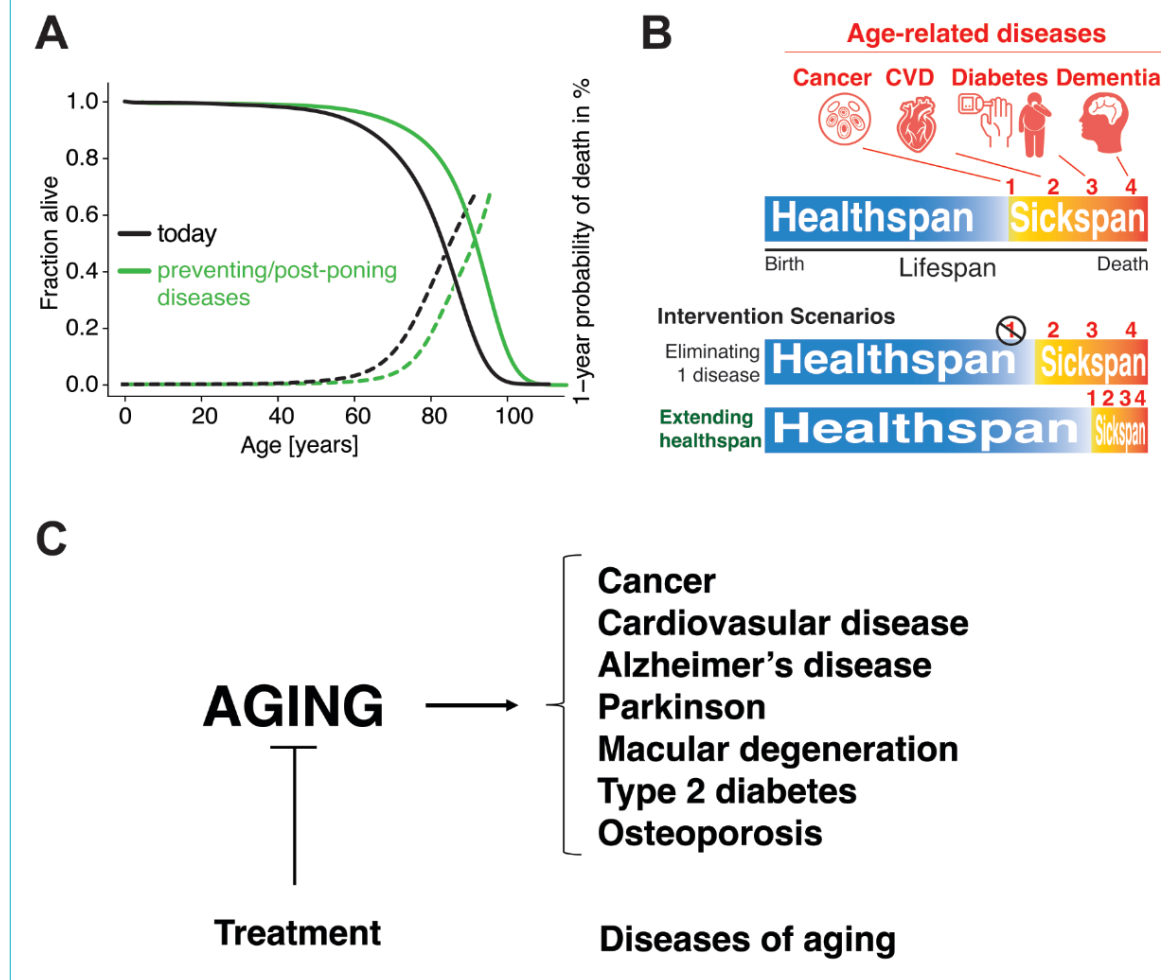 A
1.0
0.8
0.6
0.4
0.2
0.0
Fraction alive
today
preventing/post-poning
diseases
0
20
40
60
80
100
Age [years]
1−year probability of death in %
B
Age-related diseases
Cancer CVD Diabetes Dementia
1 2 3 4
Healthspan Sickspan
Birth Lifespan Death
Intervention Scenarios
1 2 3 4
Eliminating
1 disease
Healthspan Sickspan
1 2 3 4
Extending
healthspan
Healthspan Sickspan
C
AGING
Cancer
Cardiovasular disease
Alzheimer’s disease
Parkinson
Macular degeneration
Type 2 diabetes
Osteoporosis
Treatment
Diseases of aging